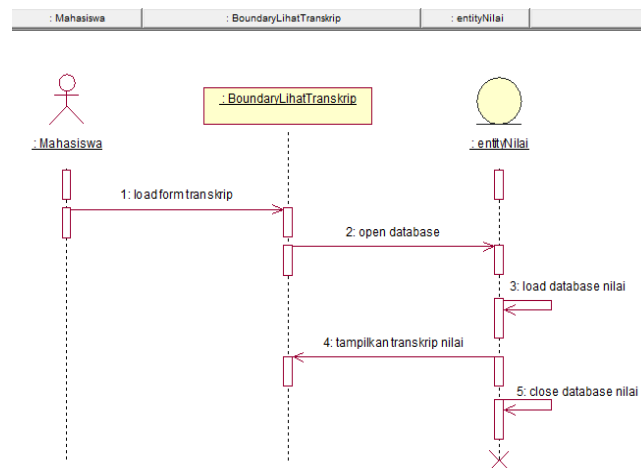 : Mahasiswa
: BoundaryLihatTranskrip
: entityNilai
: BoundaryLihatTranskrip
: Mahasiswa
: entityNilai
1: load form transkrip
2: open database
3: load database nilai
4: tampilkan transkrip nilai
5: close database nilai